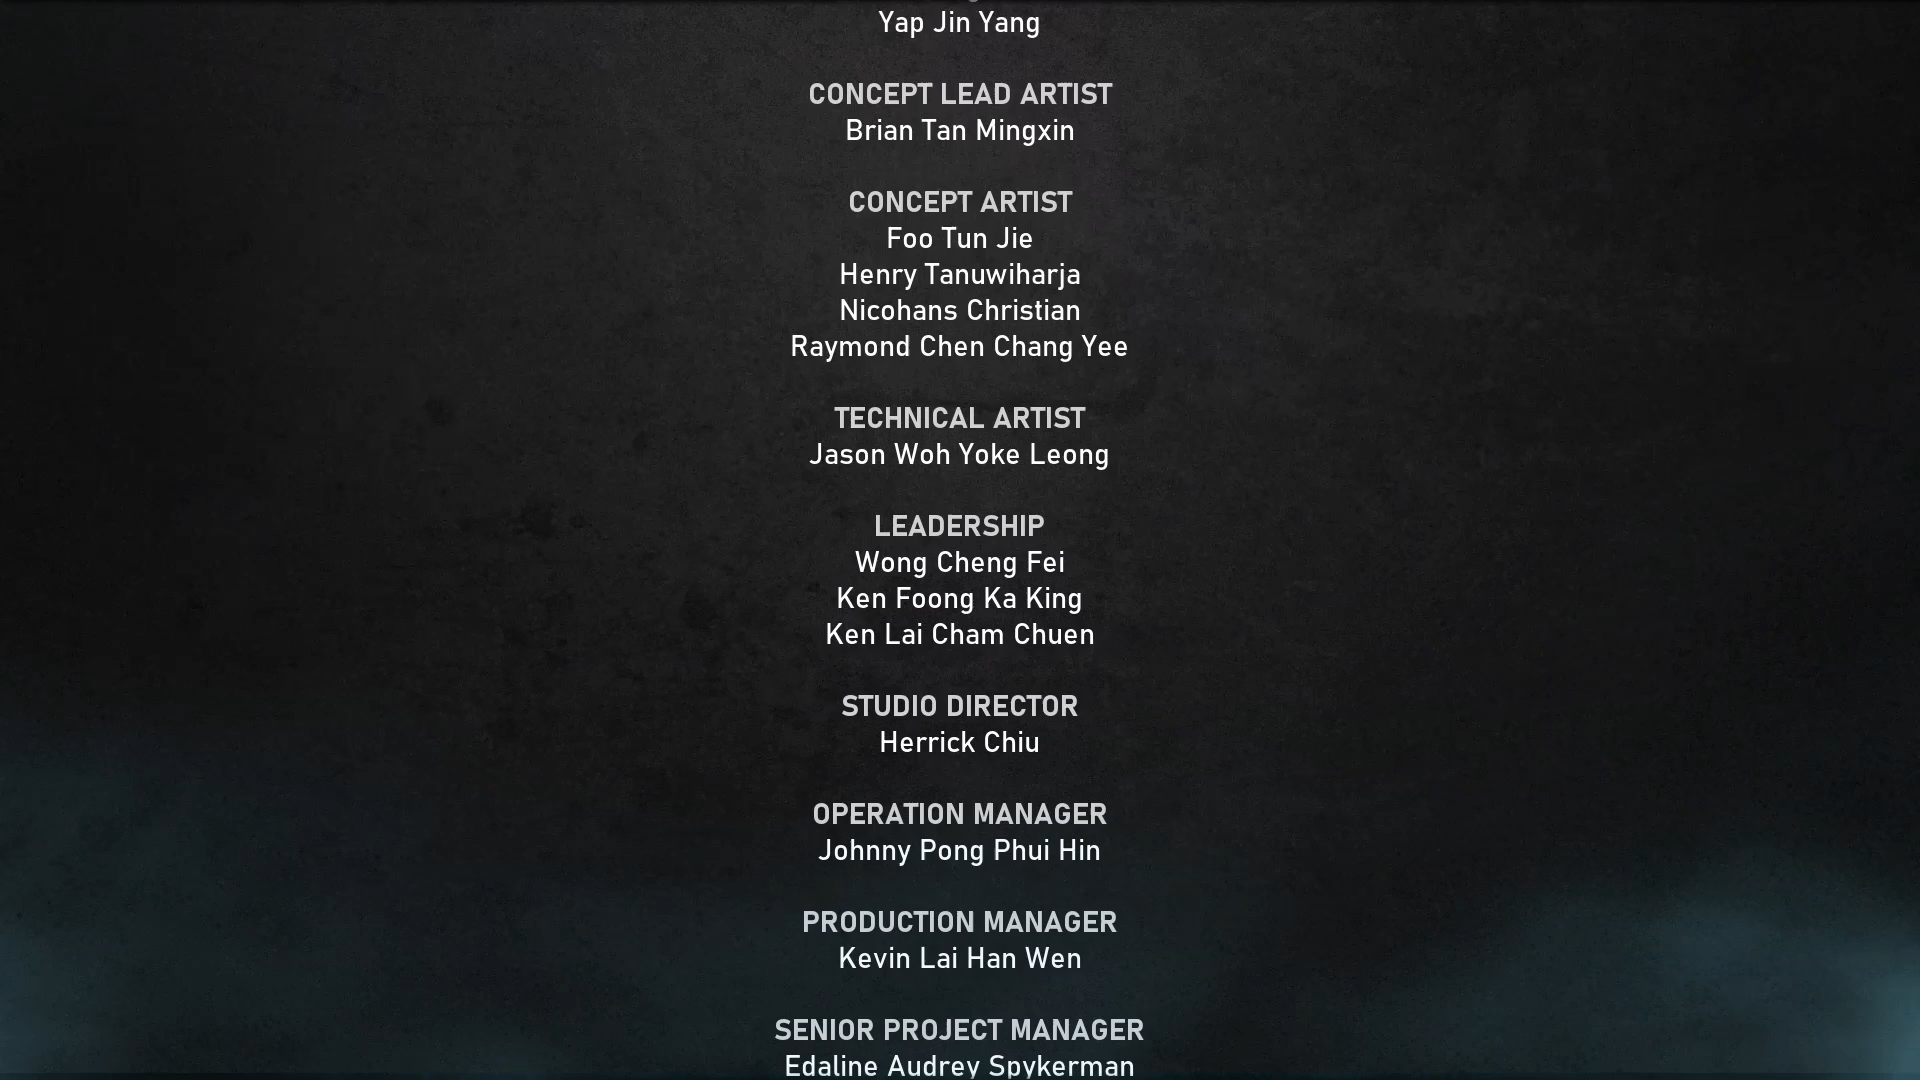 Yap Jin Yang
CONCEPT LEAD ARTIST
Brian Tan Mingxin
CONCEPT ARTIST
Foo Tun Jie
Henry Tanuwiharja
Nicohans Christian
Raymond Chen Chang Yee
TECHNICAL ARTIST
Jason Woh Yoke Leong
LEADERSHIP
Wong Cheng Fei
Ken Foong Ka King
Ken Lai Cham Chuen
STUDIO DIRECTOR
Herrick Chiu
OPERATION MANAGER
Johnny Pong Phui Hin
PRODUCTION MANAGER
Kevin Lai Han Wen
SENIOR PROJECT MANAGER
Edaline Audrey Spykerman